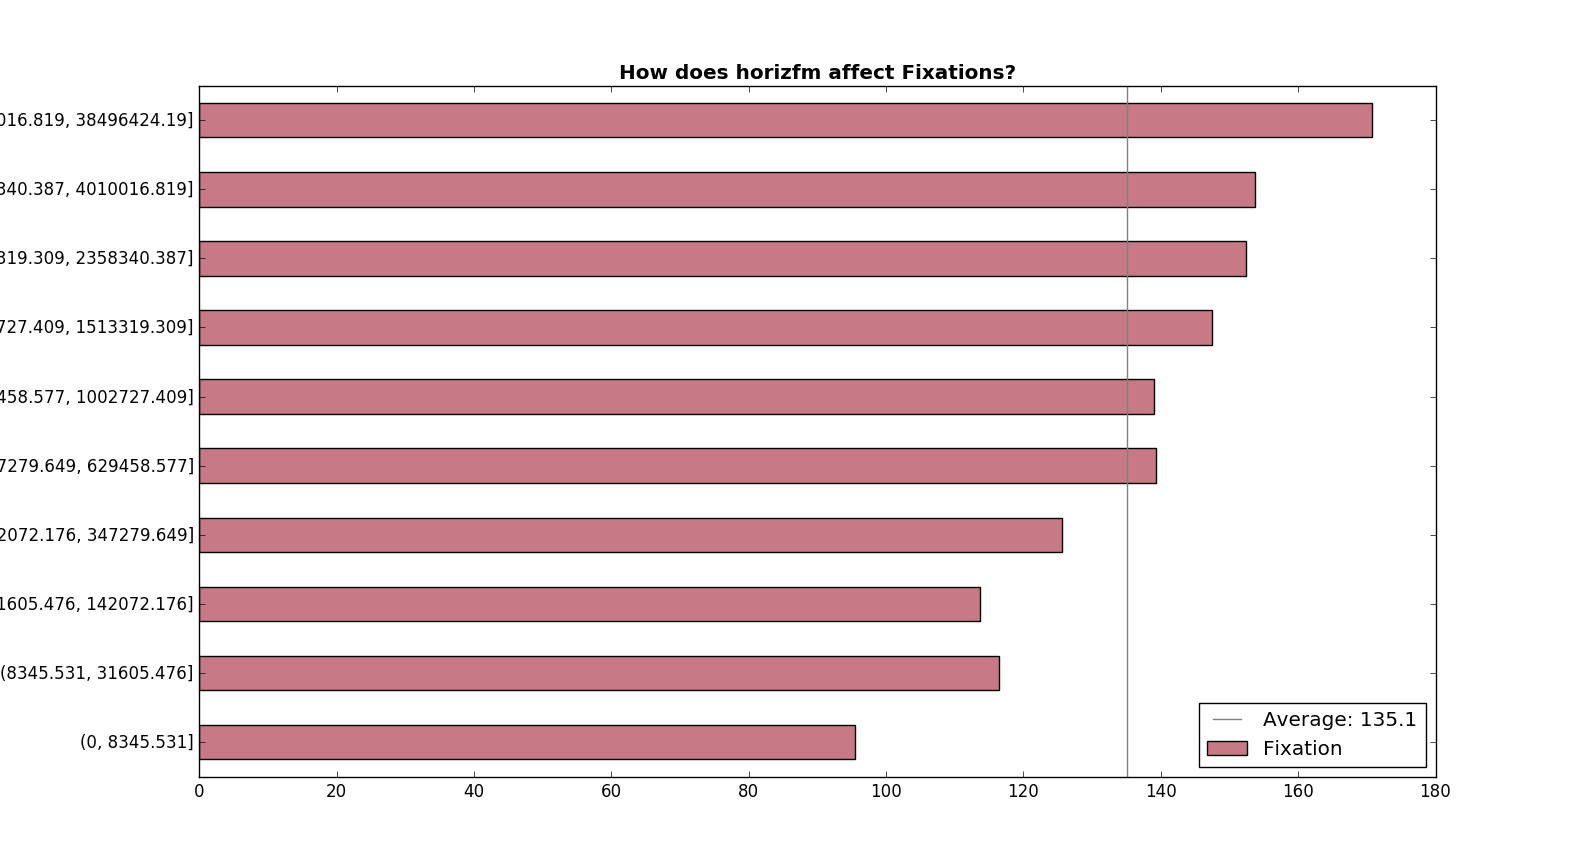 How does horizfm affect Fixations?
016.819, 38496424.19]
340.387, 4010016.819]
319.309, 2358340.387]
727.409, 1513319.309]
458.577, 1002727.409]
7279.649, 629458.577]
2072.176, 347279.649]
1605.476, 142072.176]
(8345.531, 31605.476]
(0, 8345.531]
Average: 135.1
Fixation
0 20 40 60 80 100 120 140 160 180